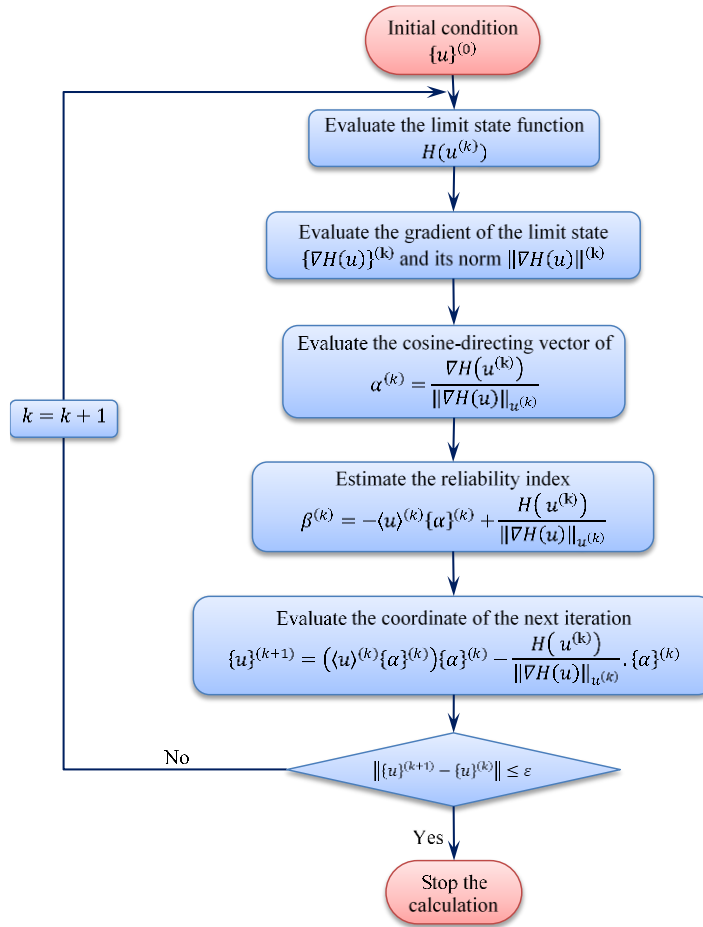 Initial condition
{u}⁽⁰⁾
Evaluate the limit state function
H(u⁽ᵏ⁾)
Evaluate the gradient of the limit state
{∇H(u)}⁽ᵏ⁾ and its norm ‖∇H(u)‖⁽ᵏ⁾
Evaluate the cosine-directing vector of
α⁽ᵏ⁾ = ∇H(u⁽ᵏ⁾) / ‖∇H(u)‖ᵤ₍ₖ₎
k = k + 1
Estimate the reliability index
β⁽ᵏ⁾ = −⟨u⟩⁽ᵏ⁾{α}⁽ᵏ⁾ + H( u⁽ᵏ⁾) / ‖∇H(u)‖ᵤ₍ₖ₎
Evaluate the coordinate of the next iteration
{u}⁽ᵏ⁺¹⁾ = (⟨u⟩⁽ᵏ⁾{α}⁽ᵏ⁾){α}⁽ᵏ⁾ − H( u⁽ᵏ⁾) / ‖∇H(u)‖ᵤ₍ₖ₎ . {α}⁽ᵏ⁾
No
‖{u}⁽ᵏ⁺¹⁾ − {u}⁽ᵏ⁾‖ ≤ ε
Yes
Stop the
calculation